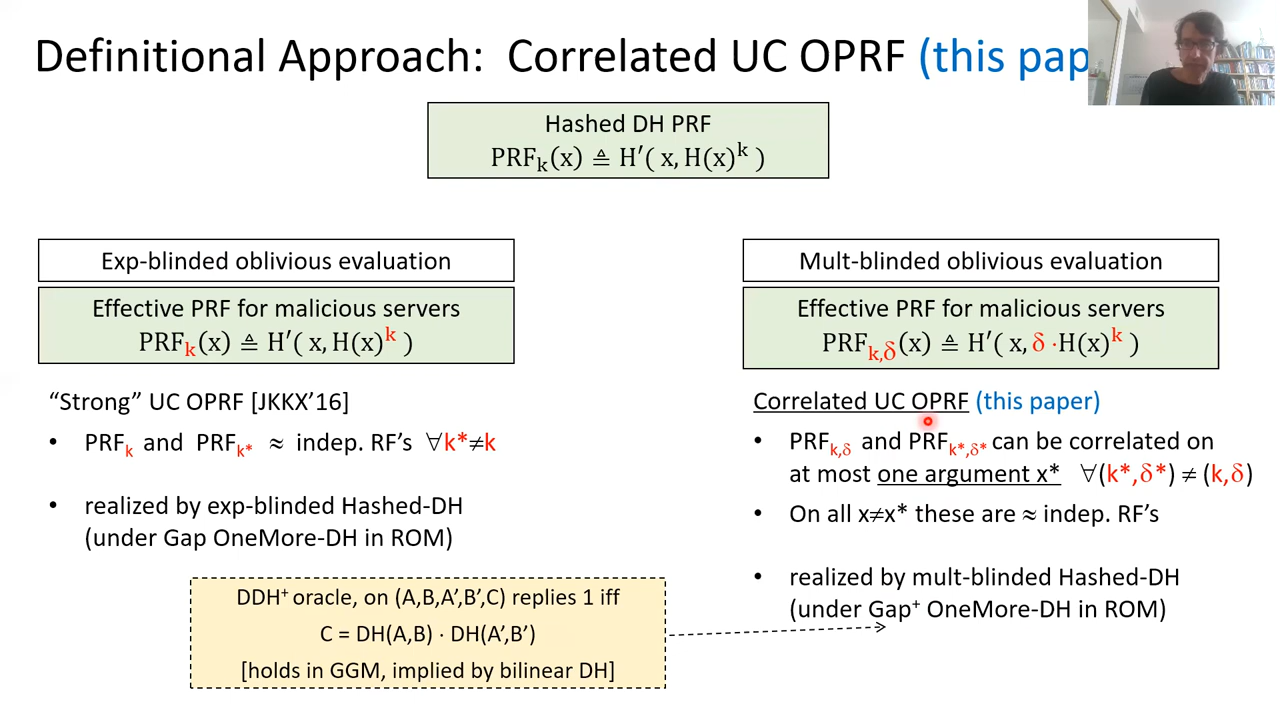 Definitional Approach: Correlated UC OPRF (this pap
Hashed DH PRF
PRFₖ(x) ≜ H′( x, H(x)ᵏ )
Exp-blinded oblivious evaluation
Effective PRF for malicious servers
PRFₖ(x) ≜ H′( x, H(x)ᵏ )
“Strong” UC OPRF [JKKX’16]
• PRFₖ and PRF_k* ≈ indep. RF’s ∀k*≠k
• realized by exp-blinded Hashed-DH
(under Gap OneMore-DH in ROM)
DDH⁺ oracle, on (A,B,A’,B’,C) replies 1 iff
C = DH(A,B) · DH(A’,B’)
[holds in GGM, implied by bilinear DH]
Mult-blinded oblivious evaluation
Effective PRF for malicious servers
PRF_k,δ(x) ≜ H′( x, δ ·H(x)ᵏ )
Correlated UC OPRF (this paper)
• PRF_k,δ and PRF_k*,δ* can be correlated on
at most one argument x* ∀(k*,δ*) ≠ (k,δ)
• On all x≠x* these are ≈ indep. RF’s
• realized by mult-blinded Hashed-DH
(under Gap⁺ OneMore-DH in ROM)